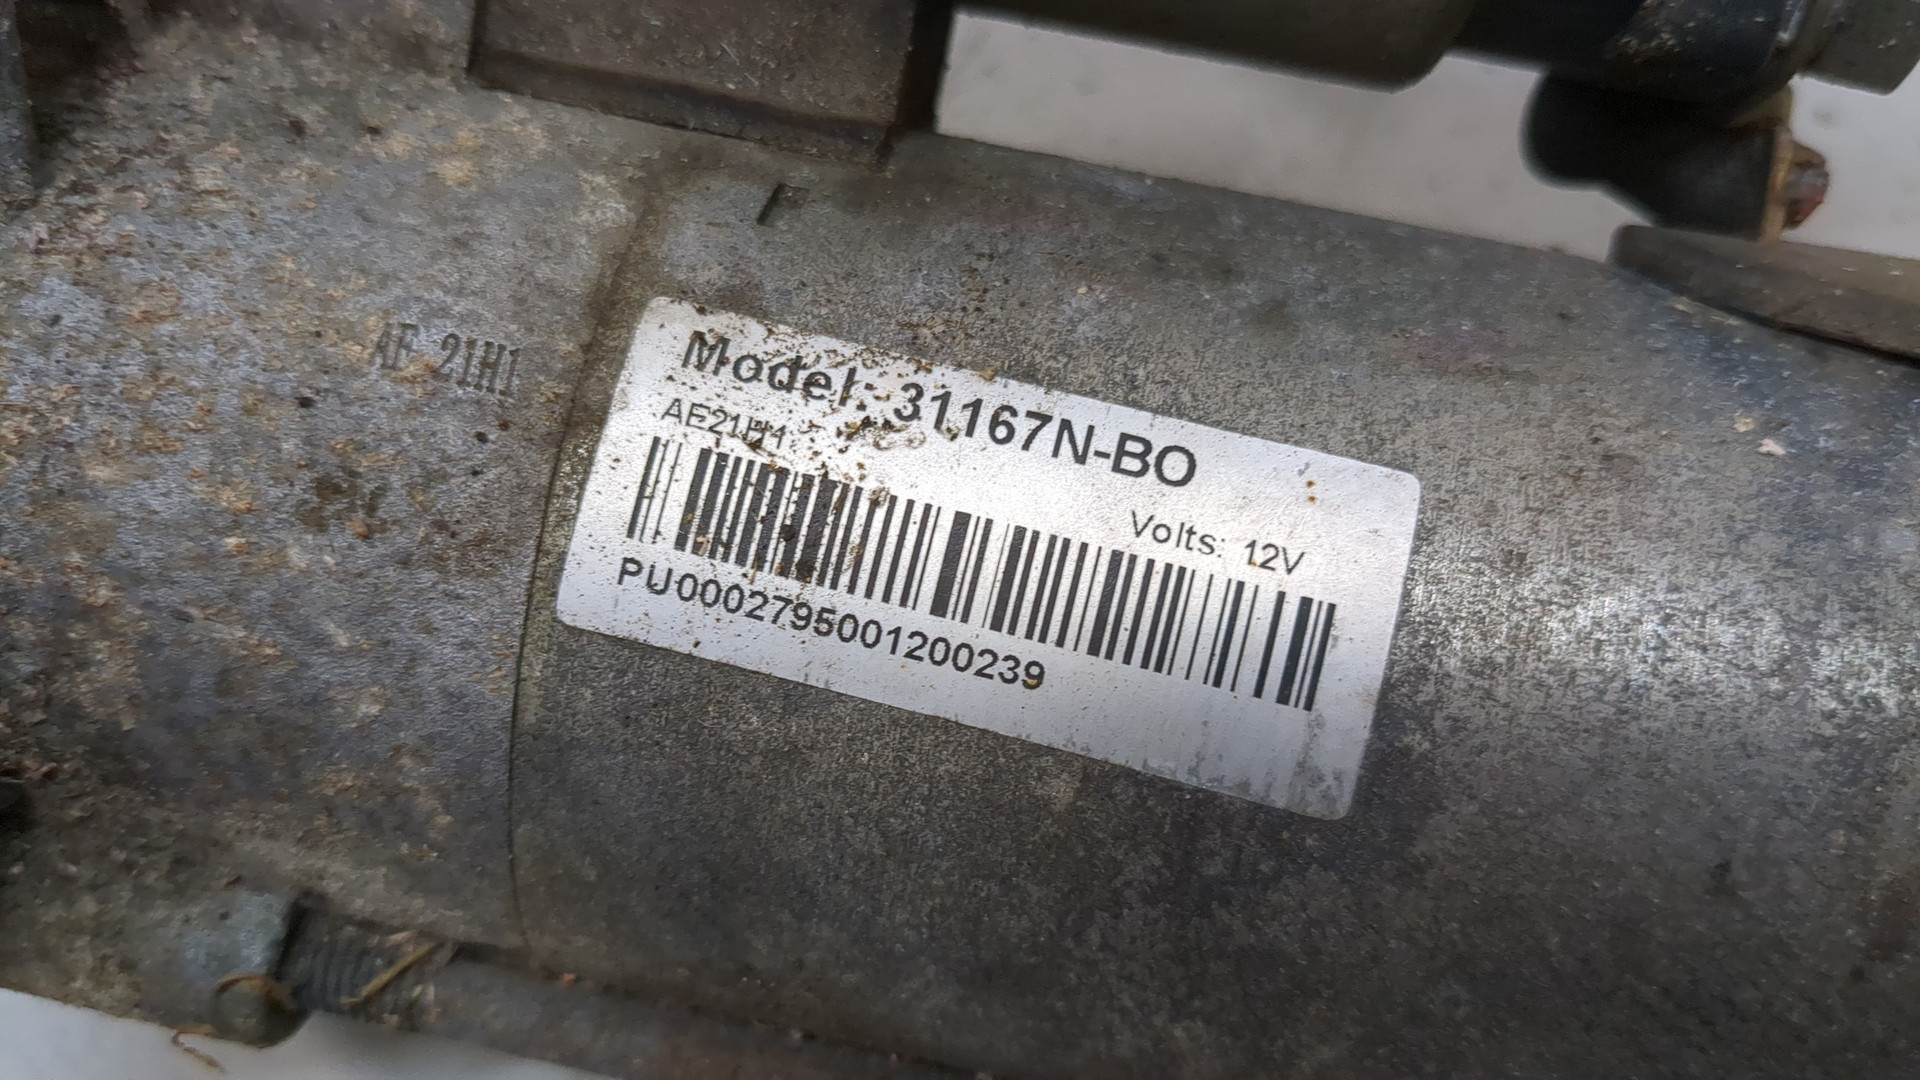 AE 21H1
Model: 31167N-BO
AE21H1
Volts: 12V
PU0002795001200239